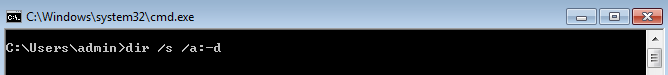 C:\Windows\system32\cmd.exe
C:\Users\admin>dir /s /a:-d